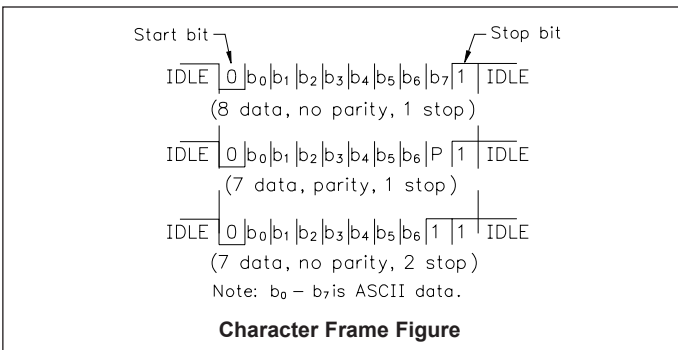 Start bit Stop bit
IDLE 0 b₀ b₁ b₂ b₃ b₄ b₅ b₆ b₇ 1 IDLE
(8 data, no parity, 1 stop)
IDLE 0 b₀ b₁ b₂ b₃ b₄ b₅ b₆ P 1 IDLE
(7 data, parity, 1 stop)
IDLE 0 b₀ b₁ b₂ b₃ b₄ b₅ b₆ 1 1 IDLE
(7 data, no parity, 2 stop)
Note: b₀ – b₇ is ASCII data.
Character Frame Figure